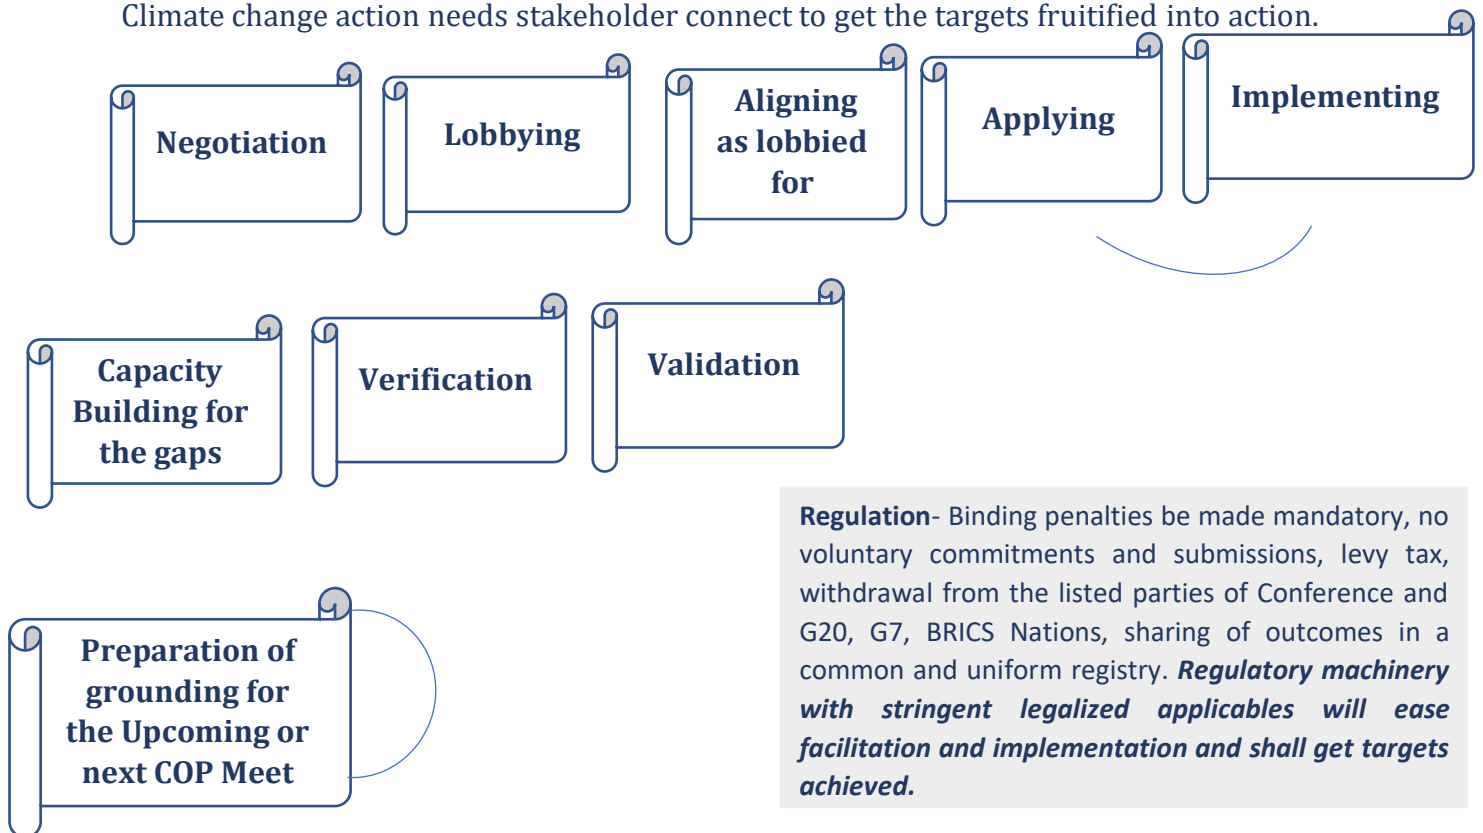 Climate change action needs stakeholder connect to get the targets fruitified into action.
Negotiation
Lobbying
Aligning
as lobbied
for
Applying
Implementing
Capacity
Building for
the gaps
Verification
Validation
Regulation- Binding penalties be made mandatory, no
voluntary commitments and submissions, levy tax,
withdrawal from the listed parties of Conference and
G20, G7, BRICS Nations, sharing of outcomes in a
common and uniform registry. Regulatory machinery
with stringent legalized applicables will ease
facilitation and implementation and shall get targets
achieved.
Preparation of
grounding for
the Upcoming or
next COP Meet